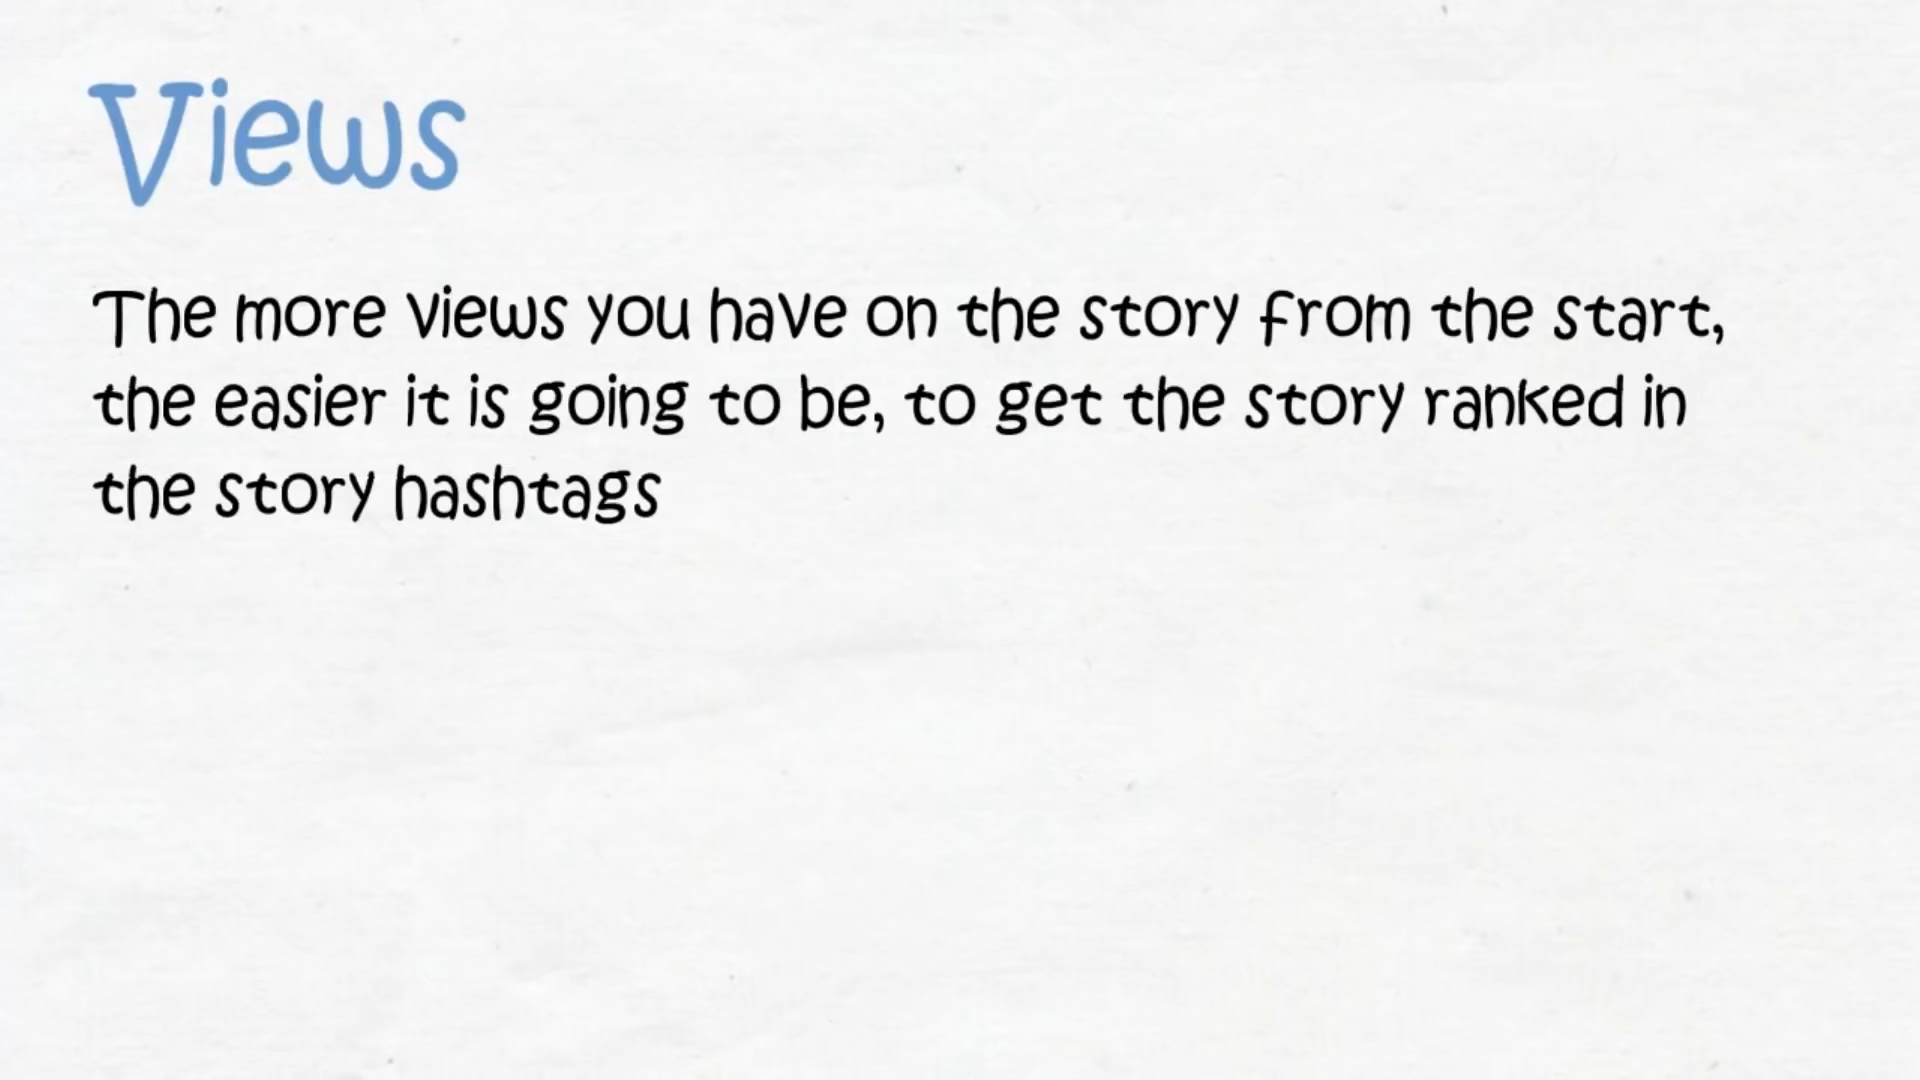 Views
The more views you have on the story from the start,
the easier it is going to be, to get the story ranked in
the story hashtags